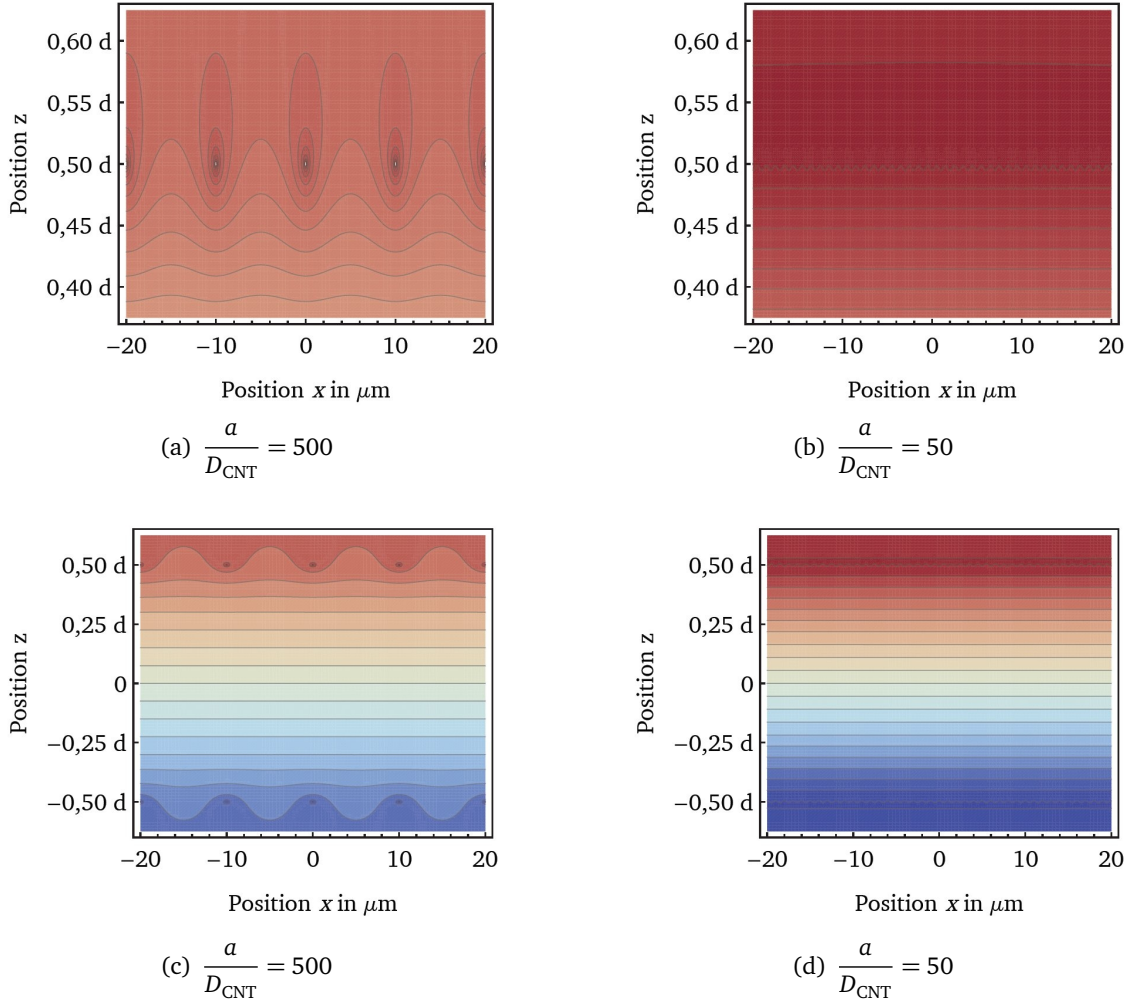 0,60 d
0,55 d
0,50 d
0,45 d
0,40 d
Position z
−20 −10 0 10 20
Position x in μm
(a) a/D_CNT = 500
0,60 d
0,55 d
0,50 d
0,45 d
0,40 d
Position z
−20 −10 0 10 20
Position x in μm
(b) a/D_CNT = 50
0,50 d
0,25 d
0
−0,25 d
−0,50 d
Position z
−20 −10 0 10 20
Position x in μm
(c) a/D_CNT = 500
0,50 d
0,25 d
0
−0,25 d
−0,50 d
Position z
−20 −10 0 10 20
Position x in μm
(d) a/D_CNT = 50